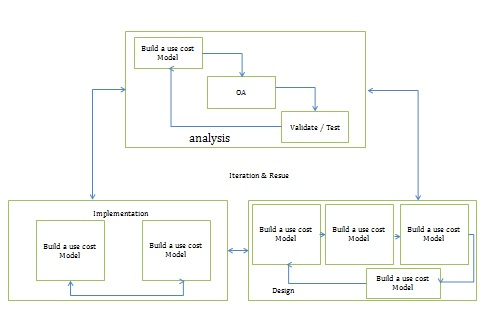 Build a use cost
Model
OA
Validate / Test
analysis
Iteration & Resue
Implementation
Build a use cost
Model
Build a use cost
Model
Build a use cost
Model
Build a use cost
Model
Build a use cost
Model
Build a use cost
Model
Design